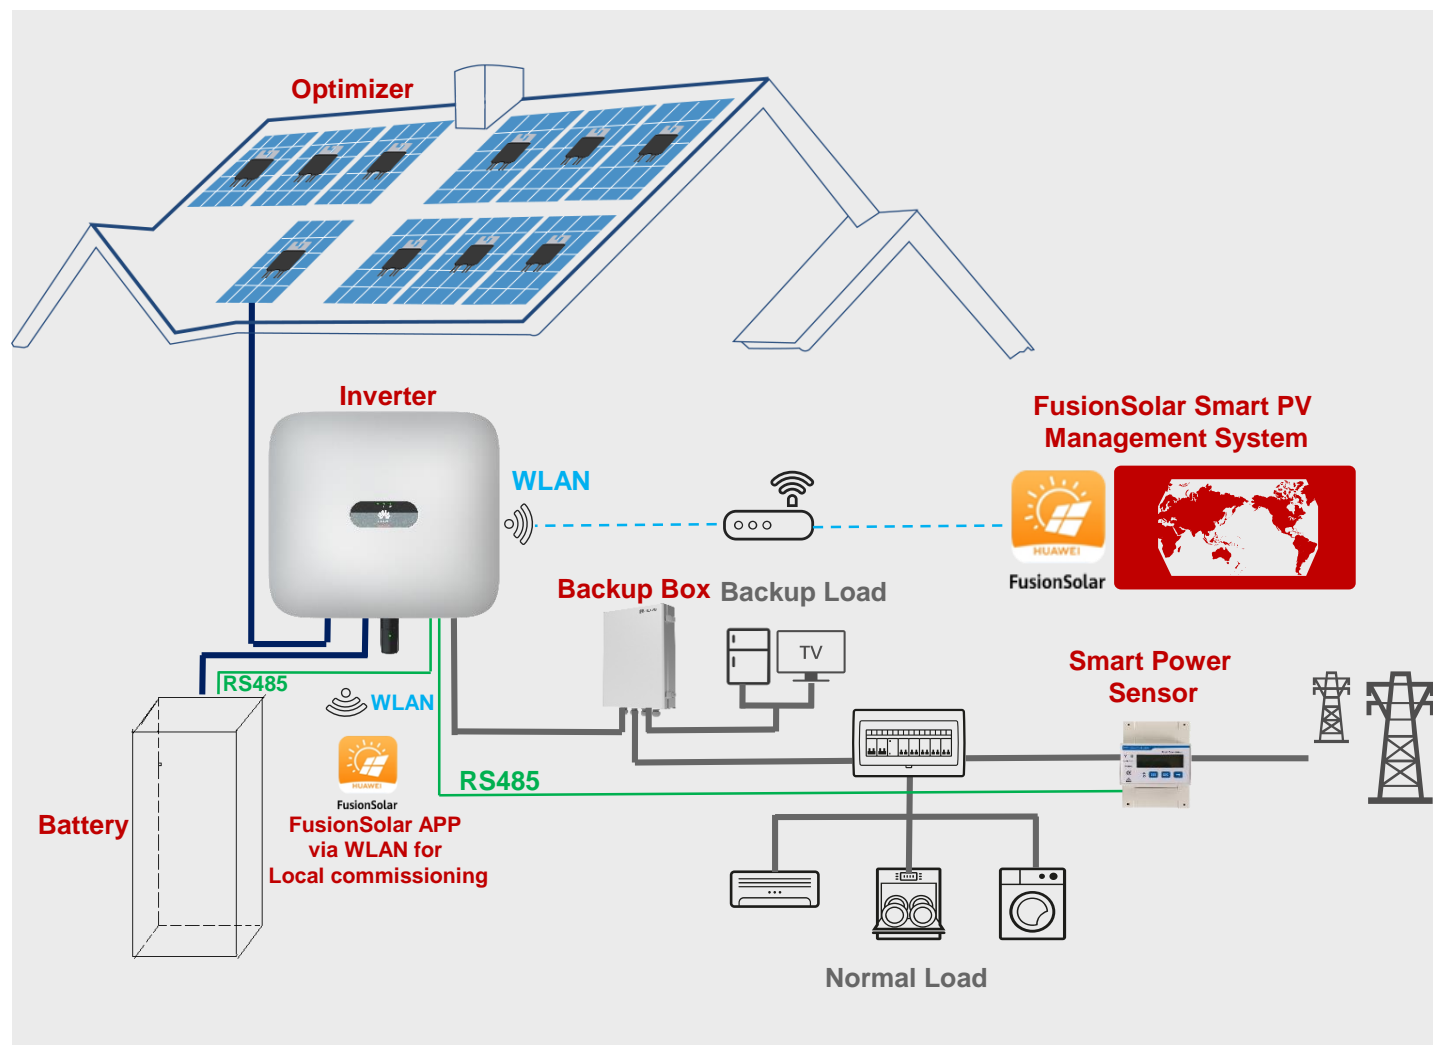 Optimizer
Inverter
FusionSolar Smart PV
Management System
WLAN
HUAWEI
FusionSolar
Backup Box
Backup Load
TV
Smart Power
Sensor
RS485
WLAN
HUAWEI
FusionSolar
RS485
Battery
FusionSolar APP
via WLAN for
Local commissioning
Normal Load